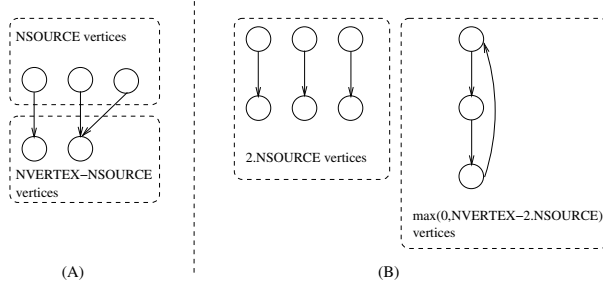 NSOURCE vertices
NVERTEX−NSOURCE
vertices
(A)
2.NSOURCE vertices
max(0,NVERTEX−2.NSOURCE)
vertices
(B)